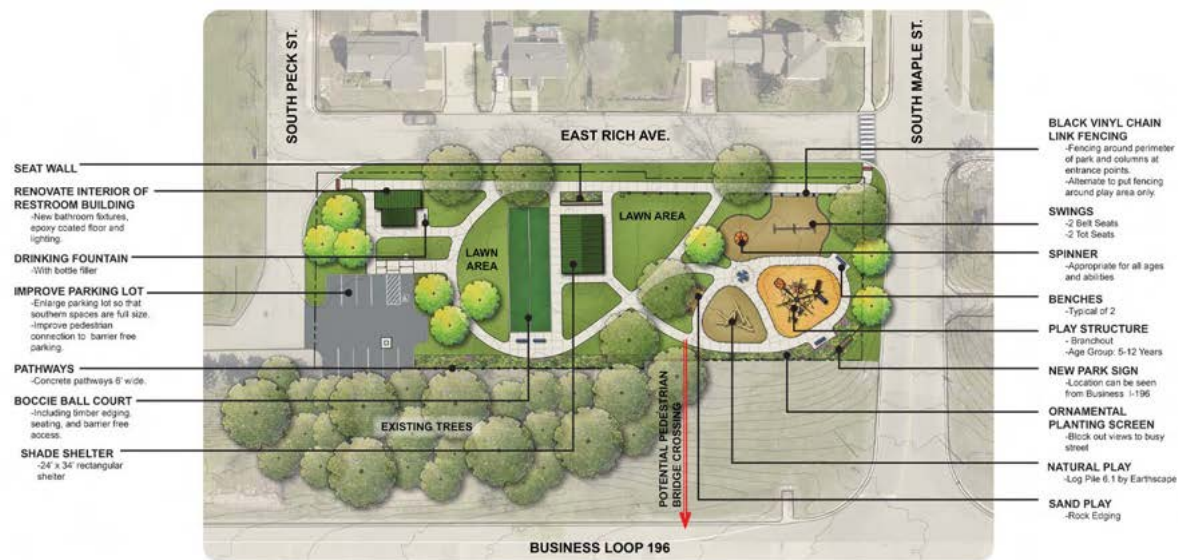 SOUTH PECK ST.
SOUTH MAPLE ST.
EAST RICH AVE.
SEAT WALL
RENOVATE INTERIOR OF
RESTROOM BUILDING
-New bathroom fixtures,
epoxy coated floor and
lighting.
DRINKING FOUNTAIN
-With bottle filler
IMPROVE PARKING LOT
-Enlarge parking lot so that
southern spaces are full size.
-Improve pedestrian
connection to barrier free
parking.
PATHWAYS
-Concrete pathways 6' wide.
BOCCIE BALL COURT
-Including timber edging,
seating, and barrier free
access.
SHADE SHELTER
-24' x 34' rectangular
shelter
LAWN AREA
LAWN
AREA
EXISTING TREES
POTENTIAL PEDESTRIAN
BRIDGE CROSSING
BUSINESS LOOP 196
BLACK VINYL CHAIN
LINK FENCING
-Fencing around perimeter
of park and columns at
entrance points.
-Alternate to put fencing
around play area only.
SWINGS
-2 Belt Seats
-2 Tot Seats
SPINNER
-Appropriate for all ages
and abilities
BENCHES
-Typical of 2
PLAY STRUCTURE
- Branchout
-Age Group: 5-12 Years
NEW PARK SIGN
-Location can be seen
from Business I-196
ORNAMENTAL
PLANTING SCREEN
-Block out views to busy
street
NATURAL PLAY
-Log Pile 6.1 by Earthscape
SAND PLAY
-Rock Edging